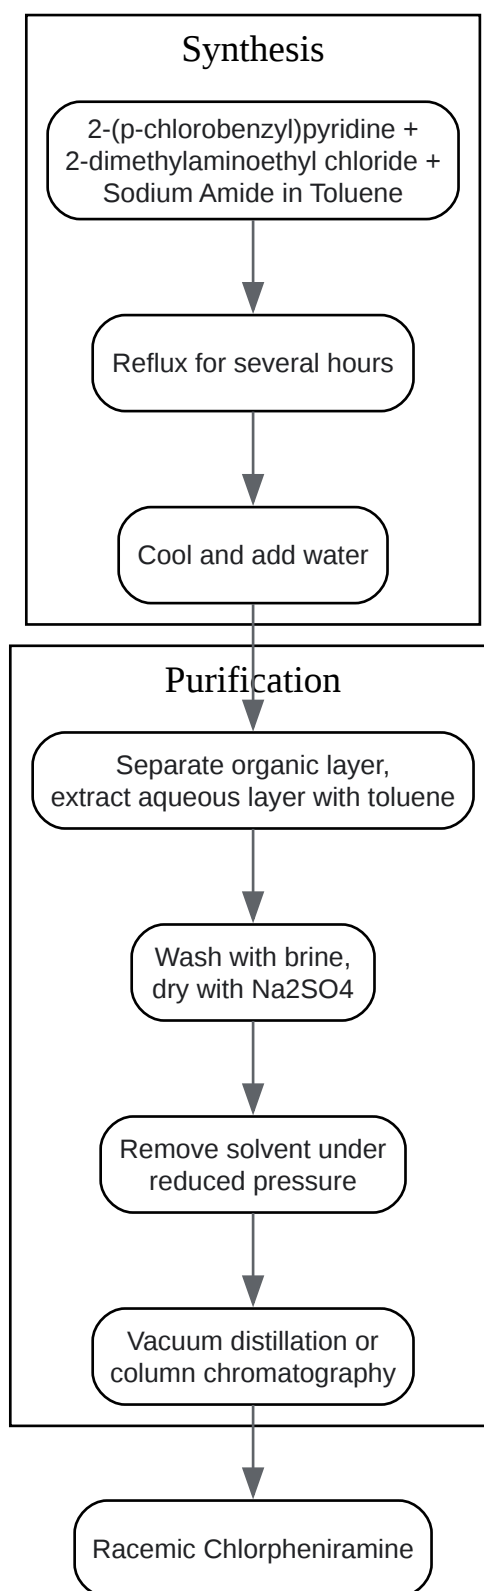 Synthesis
2-(p-chlorobenzyl)pyridine +
2-dimethylaminoethyl chloride +
Sodium Amide in Toluene
Reflux for several hours
Cool and add water
Purification
Separate organic layer,
extract aqueous layer with toluene
Wash with brine,
dry with Na2SO4
Remove solvent under
reduced pressure
Vacuum distillation or
column chromatography
Racemic Chlorpheniramine